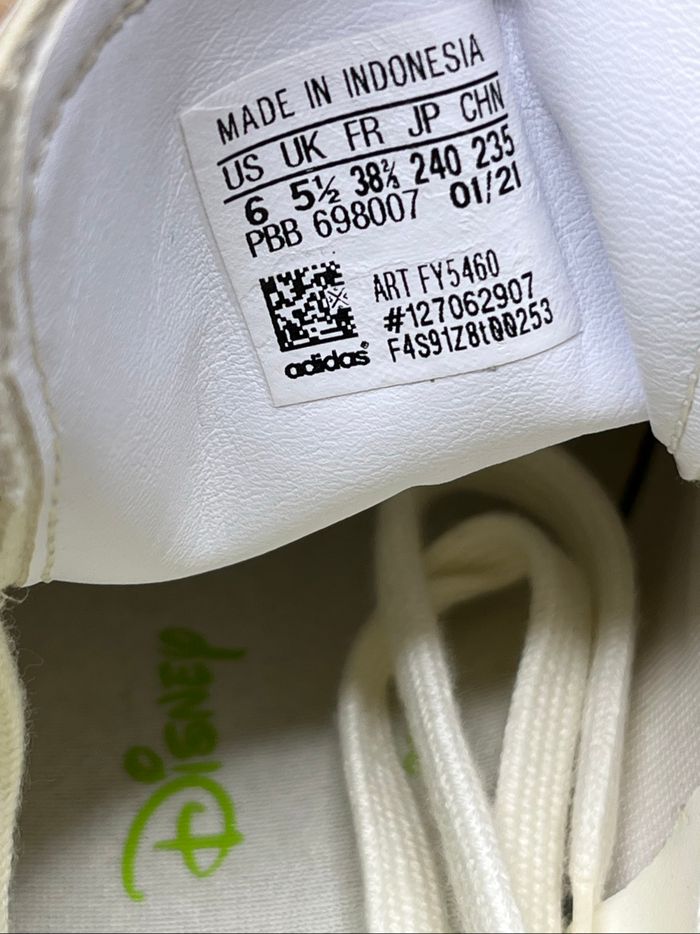 MADE IN INDONESIA
US UK FR JP CHN
6 5½ 38⅔ 240 235
PBB 698007 01/21
ART FY5460
#127062907
F4S91Z8t00253
adidas®
Disney